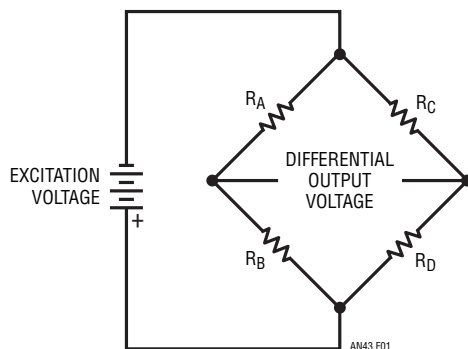 R_A
R_C
EXCITATION
VOLTAGE
+
DIFFERENTIAL
OUTPUT
VOLTAGE
R_B
R_D
AN43 F01